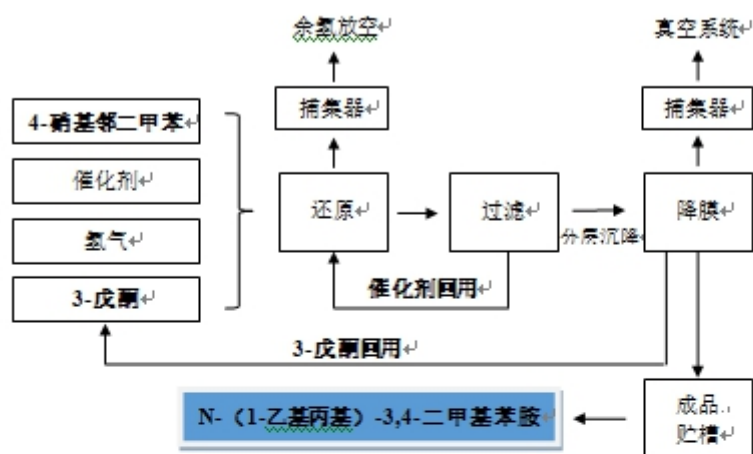 余氢放空
真空系统
捕集器
捕集器
4-硝基邻二甲苯
催化剂
还原
过滤
分层沉降
降膜
氢气
催化剂回用
3-戊酮
3-戊酮回用
N-（1-乙基丙基）-3,4-二甲基苯胺
成品
贮槽